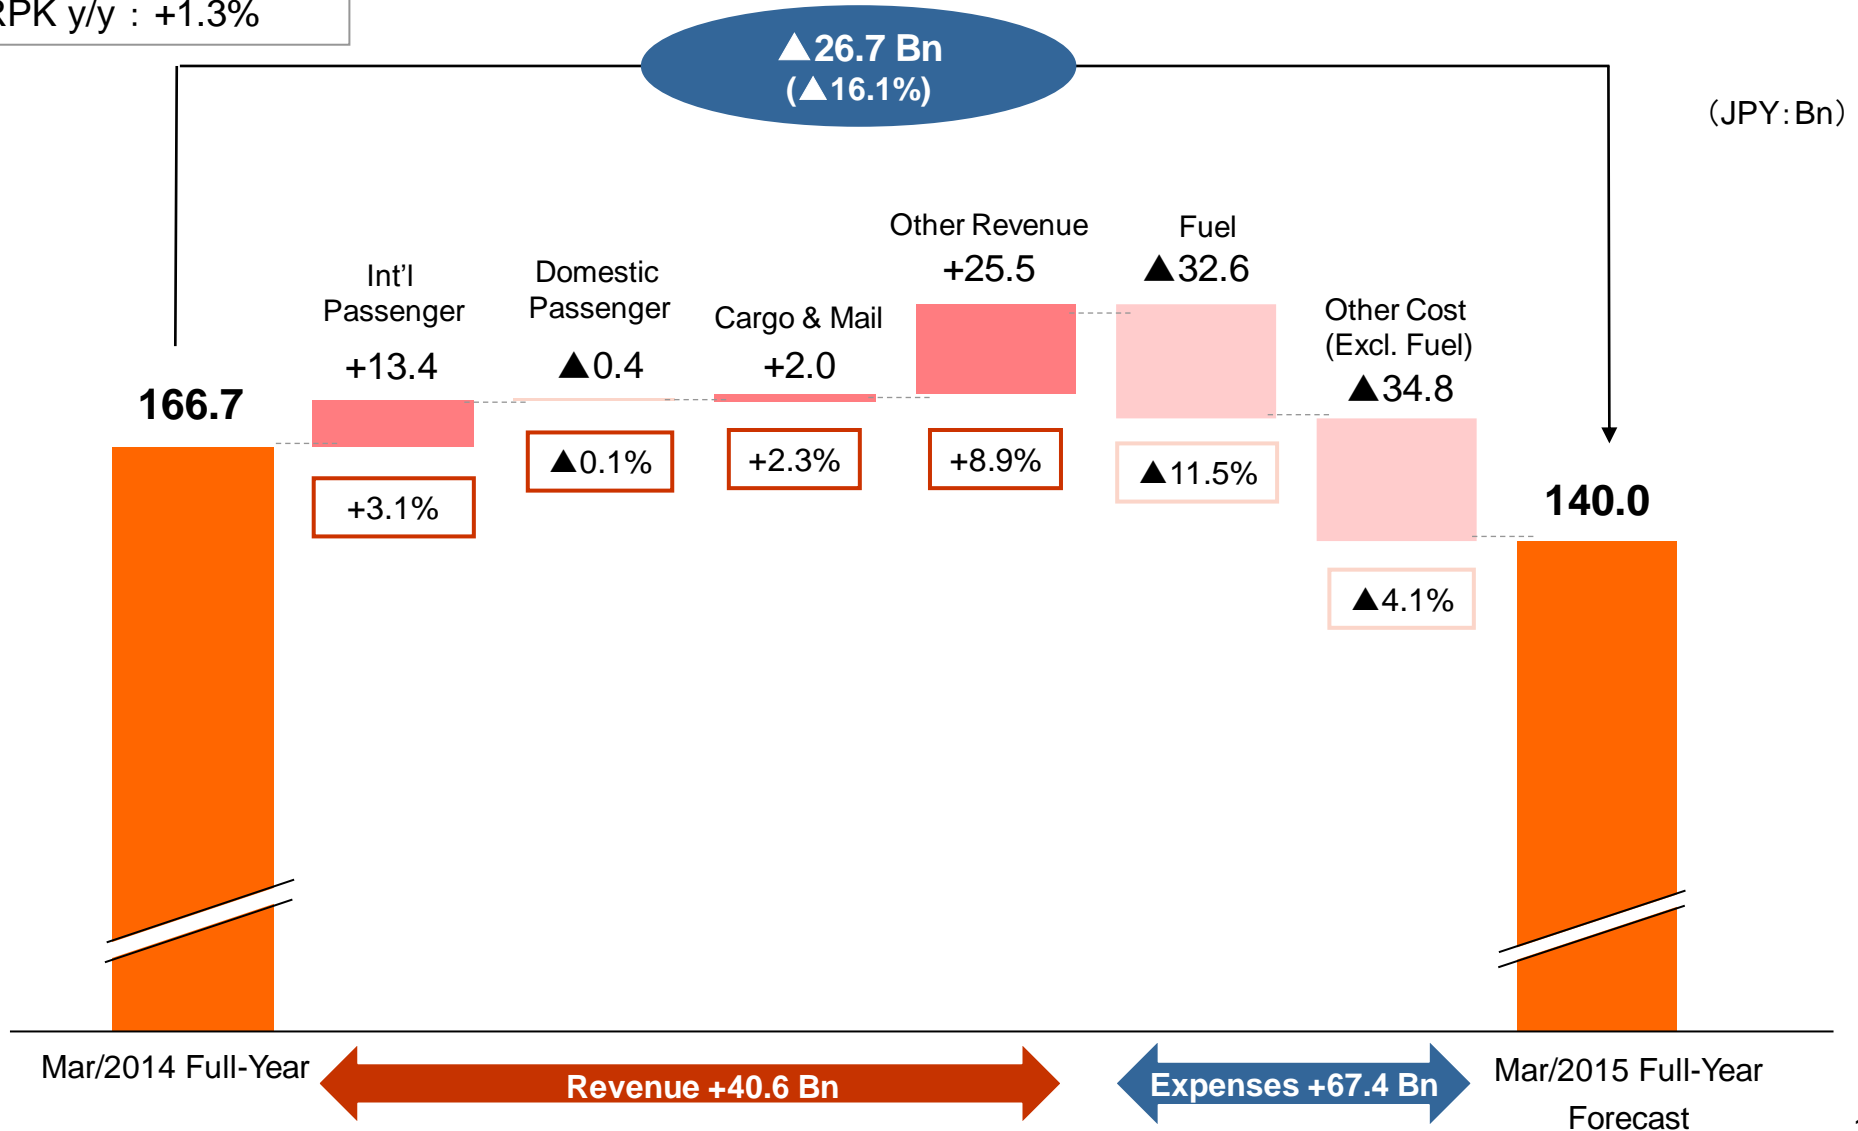 RPK y/y : +1.3%
▲26.7 Bn
(▲16.1%)
(JPY:Bn)
Other Revenue
+25.5
Fuel
▲32.6
Int'l
Passenger
+13.4
Domestic
Passenger
▲0.4
Cargo & Mail
+2.0
Other Cost
(Excl. Fuel)
▲34.8
166.7
+3.1%
▲0.1%
+2.3%
+8.9%
▲11.5%
▲4.1%
140.0
Mar/2014 Full-Year
Revenue +40.6 Bn
Expenses +67.4 Bn
Mar/2015 Full-Year
Forecast